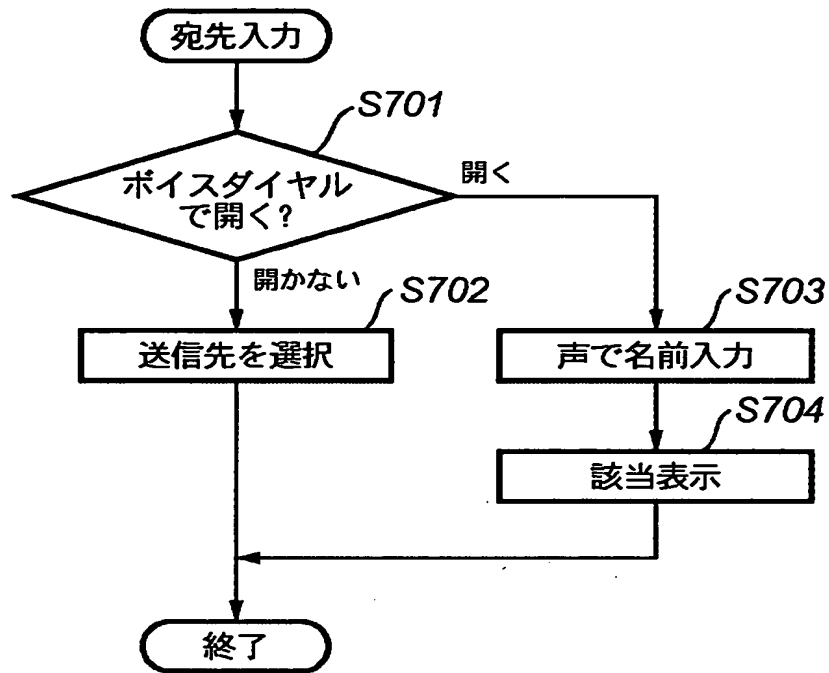 宛先入力
S701
ボイスダイヤル
で開く?
開く
開かない
S702
送信先を選択
S703
声で名前入力
S704
該当表示
終了